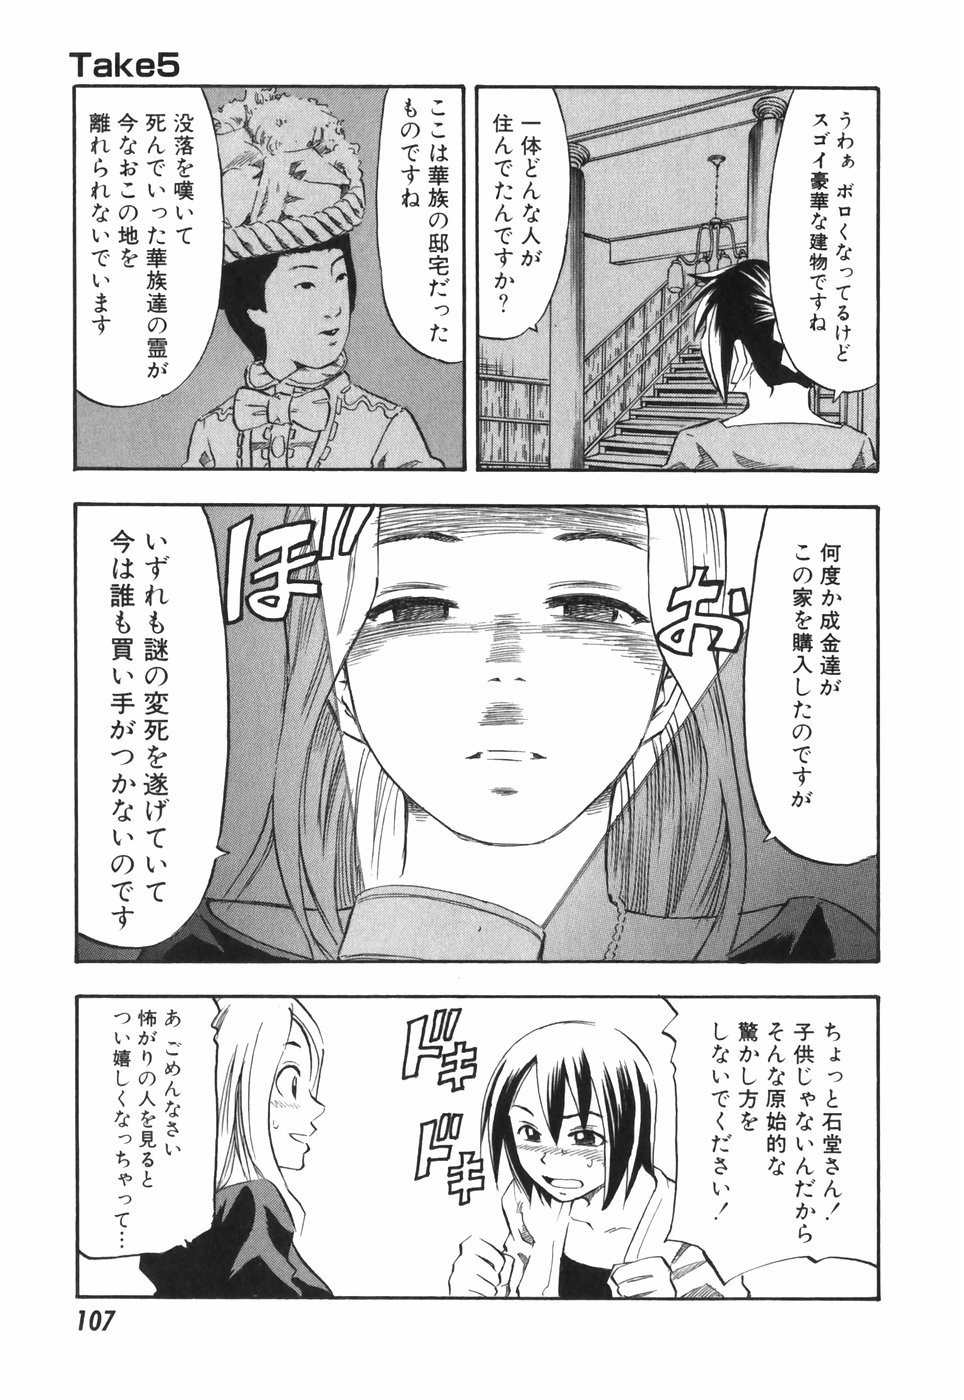 Take5
うわぁ ボロくなってるけど
スゴイ豪華な建物ですね
一体どんな人が
住んでたんですか?
ここは華族の邸宅だった
ものですね
没落を嘆いて
死んでいった華族達の霊が
今なおこの地を
離れられないでいます
何度か成金達が
この家を購入したのですが
おぉ
ぼ
いずれも謎の変死を遂げていて
今は誰も買い手がつかないのです
ちょっと石堂さん!
子供じゃないんだから
そんな原始的な
驚かし方を
しないでください!
ドキ
ドキ
あ ごめんなさい
怖がりの人を見ると
つい嬉しくなっちゃって…
107